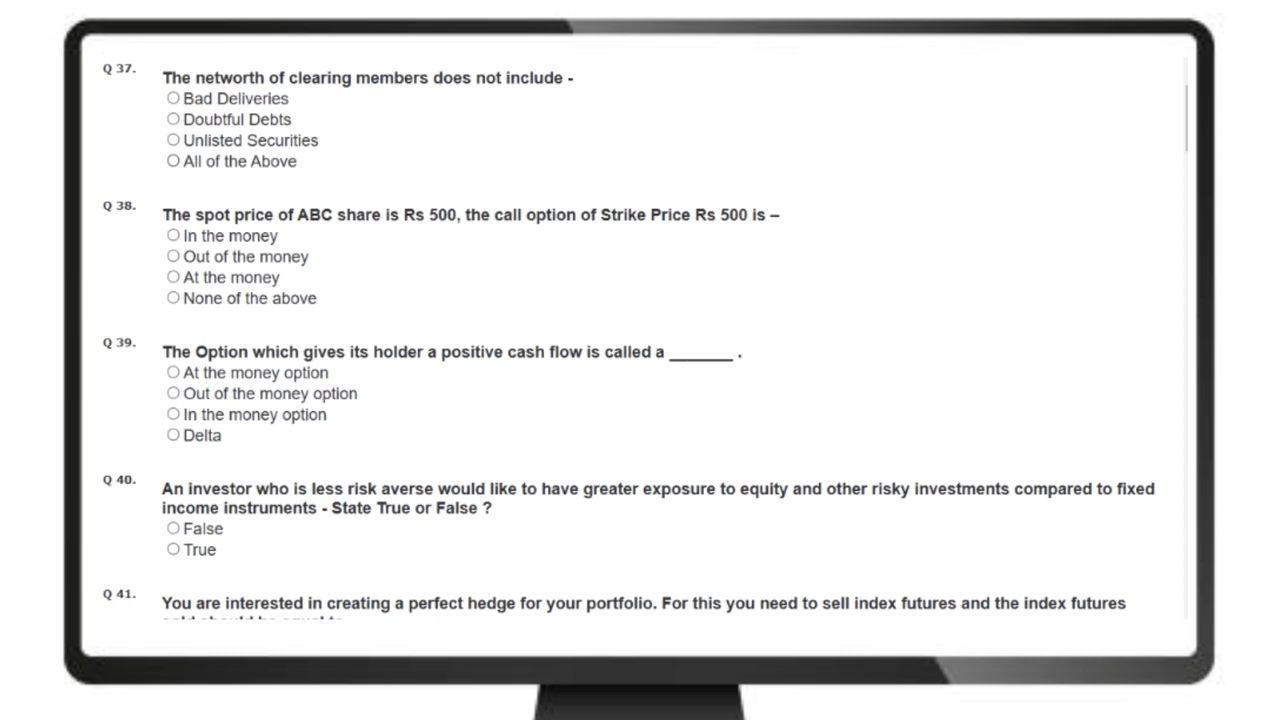 Q 37.
The networth of clearing members does not include -
Bad Deliveries
Doubtful Debts
Unlisted Securities
All of the Above
Q 38.
The spot price of ABC share is Rs 500, the call option of Strike Price Rs 500 is –
In the money
Out of the money
At the money
None of the above
Q 39.
The Option which gives its holder a positive cash flow is called a _______ .
At the money option
Out of the money option
In the money option
Delta
Q 40.
An investor who is less risk averse would like to have greater exposure to equity and other risky investments compared to fixed
income instruments - State True or False ?
False
True
Q 41.
You are interested in creating a perfect hedge for your portfolio. For this you need to sell index futures and the index futures